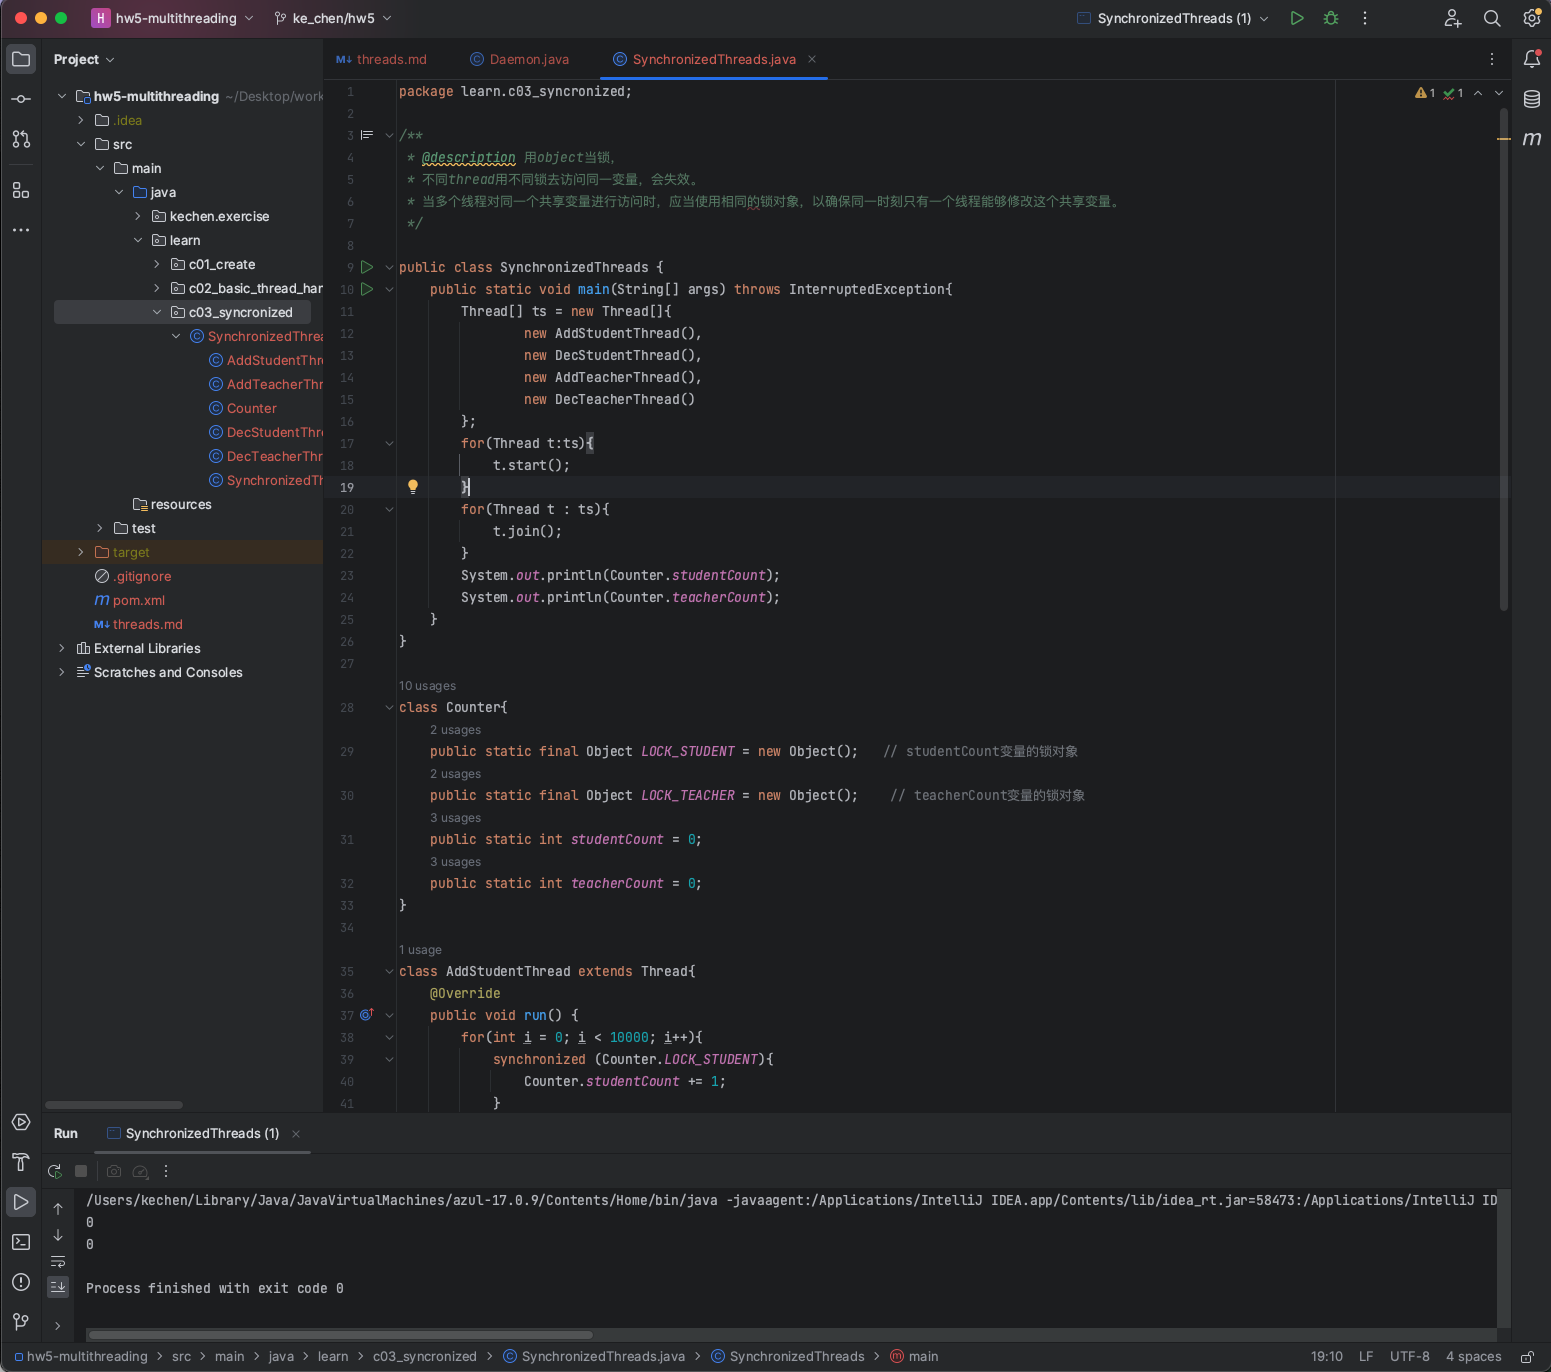 H hw5-multithreading
ke_chen/hw5
SynchronizedThreads (1)
Project
threads.md
Daemon.java
SynchronizedThreads.java
hw5-multithreading ~/Desktop/work
.idea
src
main
java
kechen.exercise
learn
c01_create
c02_basic_thread_har
c03_syncronized
SynchronizedThrea
AddStudentThre
AddTeacherThr
Counter
DecStudentThre
DecTeacherThr
SynchronizedTh
resources
test
target
.gitignore
pom.xml
threads.md
External Libraries
Scratches and Consoles
1 1
1 package learn.c03_syncronized;
2
3 /**
4 * @description 用object当锁,
5 * 不同thread用不同锁去访问同一变量, 会失效。
6 * 当多个线程对同一个共享变量进行访问时, 应当使用相同的锁对象, 以确保同一时刻只有一个线程能够修改这个共享变量。
7 */
8
9 public class SynchronizedThreads {
10 public static void main(String[] args) throws InterruptedException{
11 Thread[] ts = new Thread[]{
12 new AddStudentThread(),
13 new DecStudentThread(),
14 new AddTeacherThread(),
15 new DecTeacherThread()
16 };
17 for(Thread t:ts){
18 t.start();
19 }
20 for(Thread t : ts){
21 t.join();
22 }
23 System.out.println(Counter.studentCount);
24 System.out.println(Counter.teacherCount);
25 }
26 }
27
10 usages
28 class Counter{
2 usages
29 public static final Object LOCK_STUDENT = new Object(); // studentCount变量的锁对象
2 usages
30 public static final Object LOCK_TEACHER = new Object(); // teacherCount变量的锁对象
3 usages
31 public static int studentCount = 0;
3 usages
32 public static int teacherCount = 0;
33 }
34
1 usage
35 class AddStudentThread extends Thread{
36 @Override
37 public void run() {
38 for(int i = 0; i < 10000; i++){
39 synchronized (Counter.LOCK_STUDENT){
40 Counter.studentCount += 1;
41 }
Run SynchronizedThreads (1)
/Users/kechen/Library/Java/JavaVirtualMachines/azul-17.0.9/Contents/Home/bin/java -javaagent:/Applications/IntelliJ IDEA.app/Contents/lib/idea_rt.jar=58473:/Applications/IntelliJ ID
0
0
Process finished with exit code 0
hw5-multithreading > src > main > java > learn > c03_syncronized > SynchronizedThreads.java > SynchronizedThreads > main
19:10 LF UTF-8 4 spaces